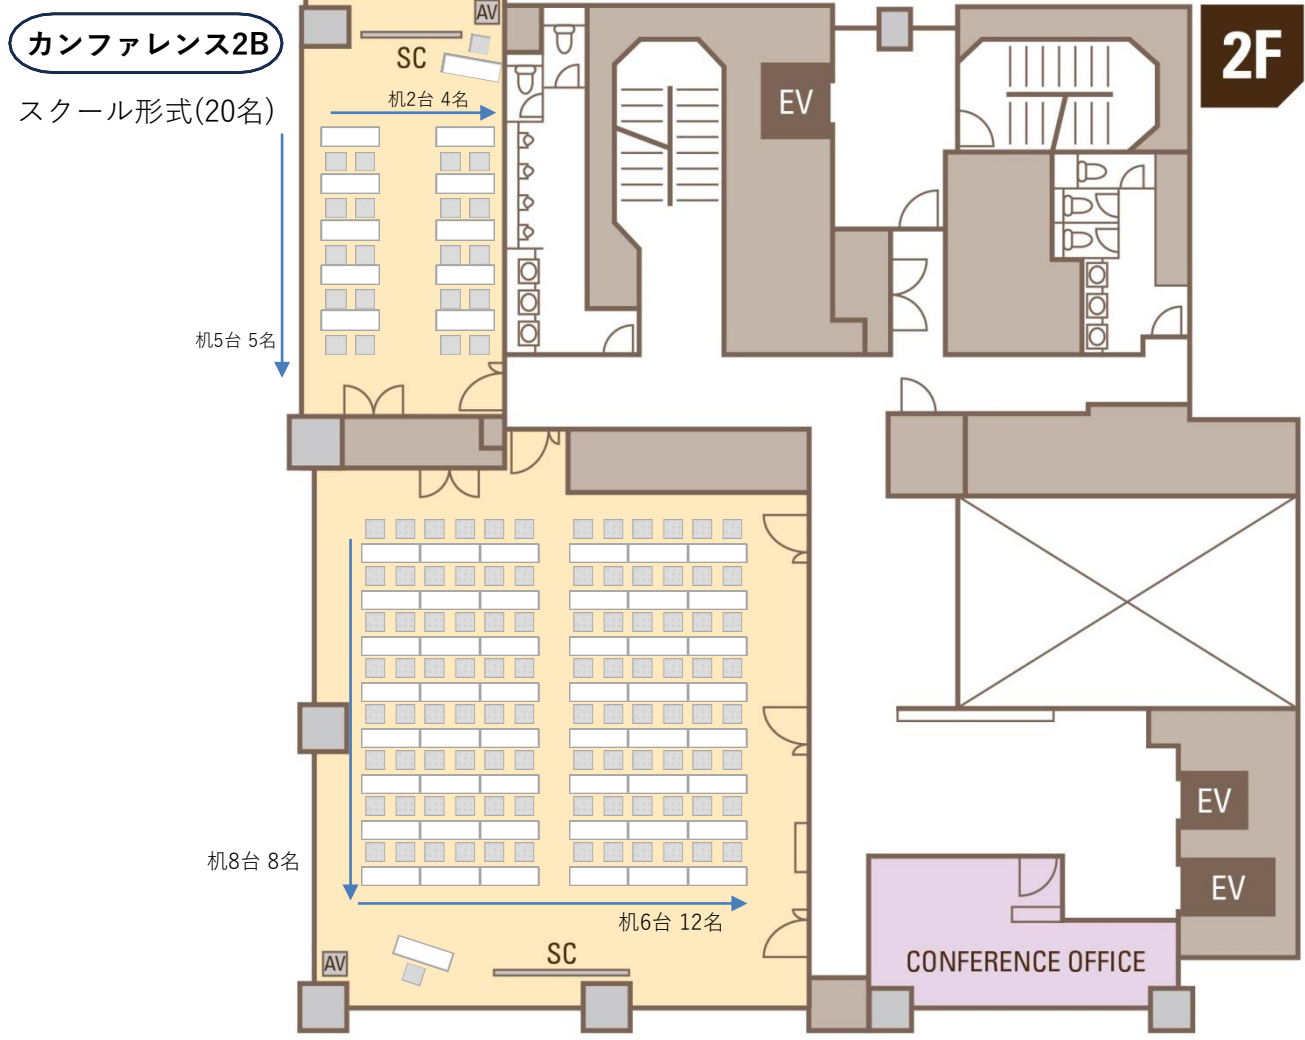 カンファレンス2B
AV
2F
SC
スクール形式(20名)
机2台 4名
EV
机5台 5名
机8台 8名
机6台 12名
EV
EV
AV
SC
CONFERENCE OFFICE